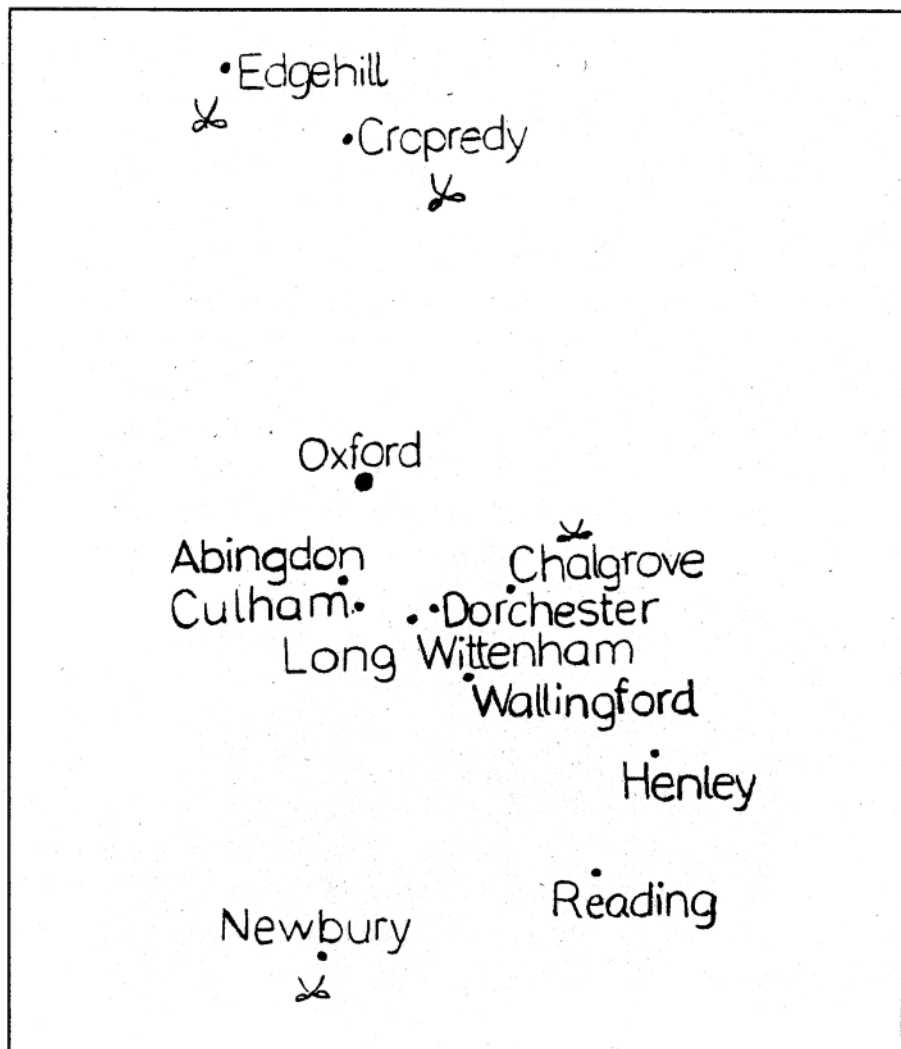 Edgehill
Cropredy
Oxford
Abingdon
Chalgrove
Culham
Dorchester
Long Wittenham
Wallingford
Henley
Reading
Newbury